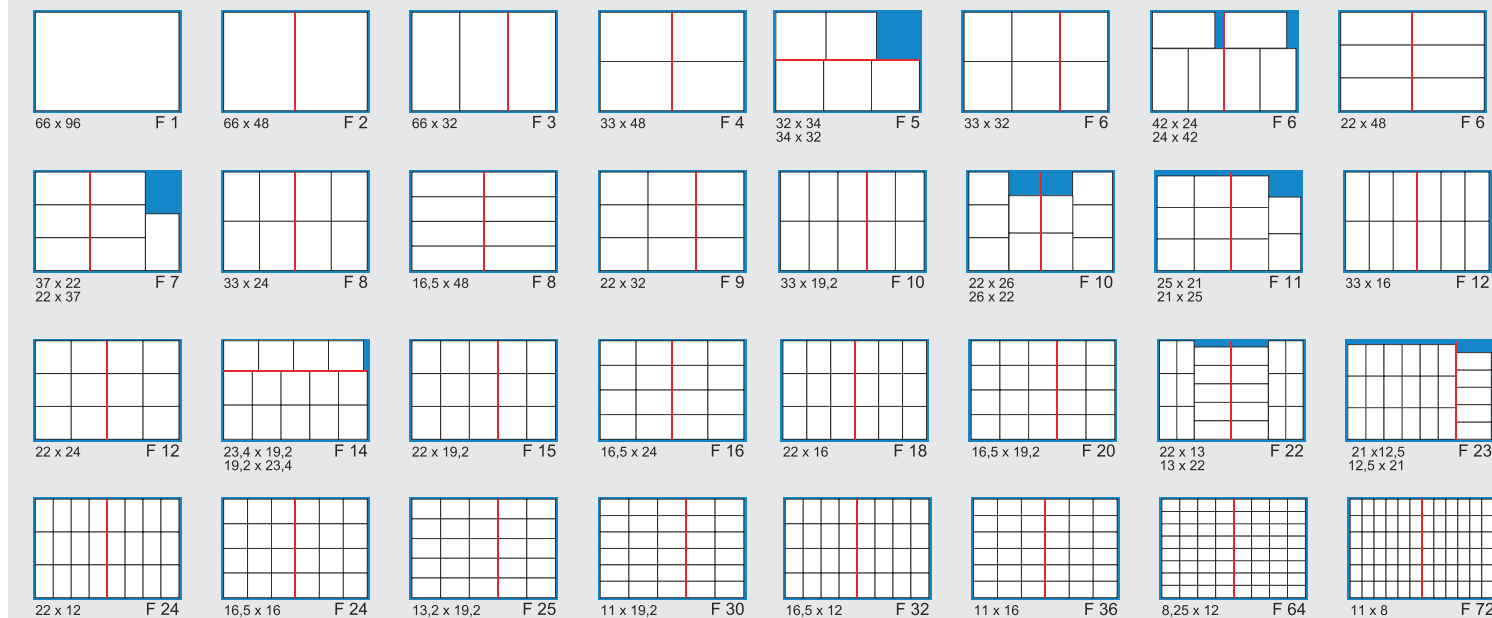 66 x 96 F 1
66 x 48 F 2
66 x 32 F 3
33 x 48 F 4
32 x 34 F 5
34 x 32
33 x 32 F 6
42 x 24 F 6
24 x 42
22 x 48 F 6
37 x 22 F 7
22 x 37
33 x 24 F 8
16,5 x 48 F 8
22 x 32 F 9
33 x 19,2 F 10
22 x 26 F 10
26 x 22
25 x 21 F 11
21 x 25
33 x 16 F 12
22 x 24 F 12
23,4 x 19,2 F 14
19,2 x 23,4
22 x 19,2 F 15
16,5 x 24 F 16
22 x 16 F 18
16,5 x 19,2 F 20
22 x 13 F 22
13 x 22
21 x12,5 F 23
12,5 x 21
22 x 12 F 24
16,5 x 16 F 24
13,2 x 19,2 F 25
11 x 19,2 F 30
16,5 x 12 F 32
11 x 16 F 36
8,25 x 12 F 64
11 x 8 F 72